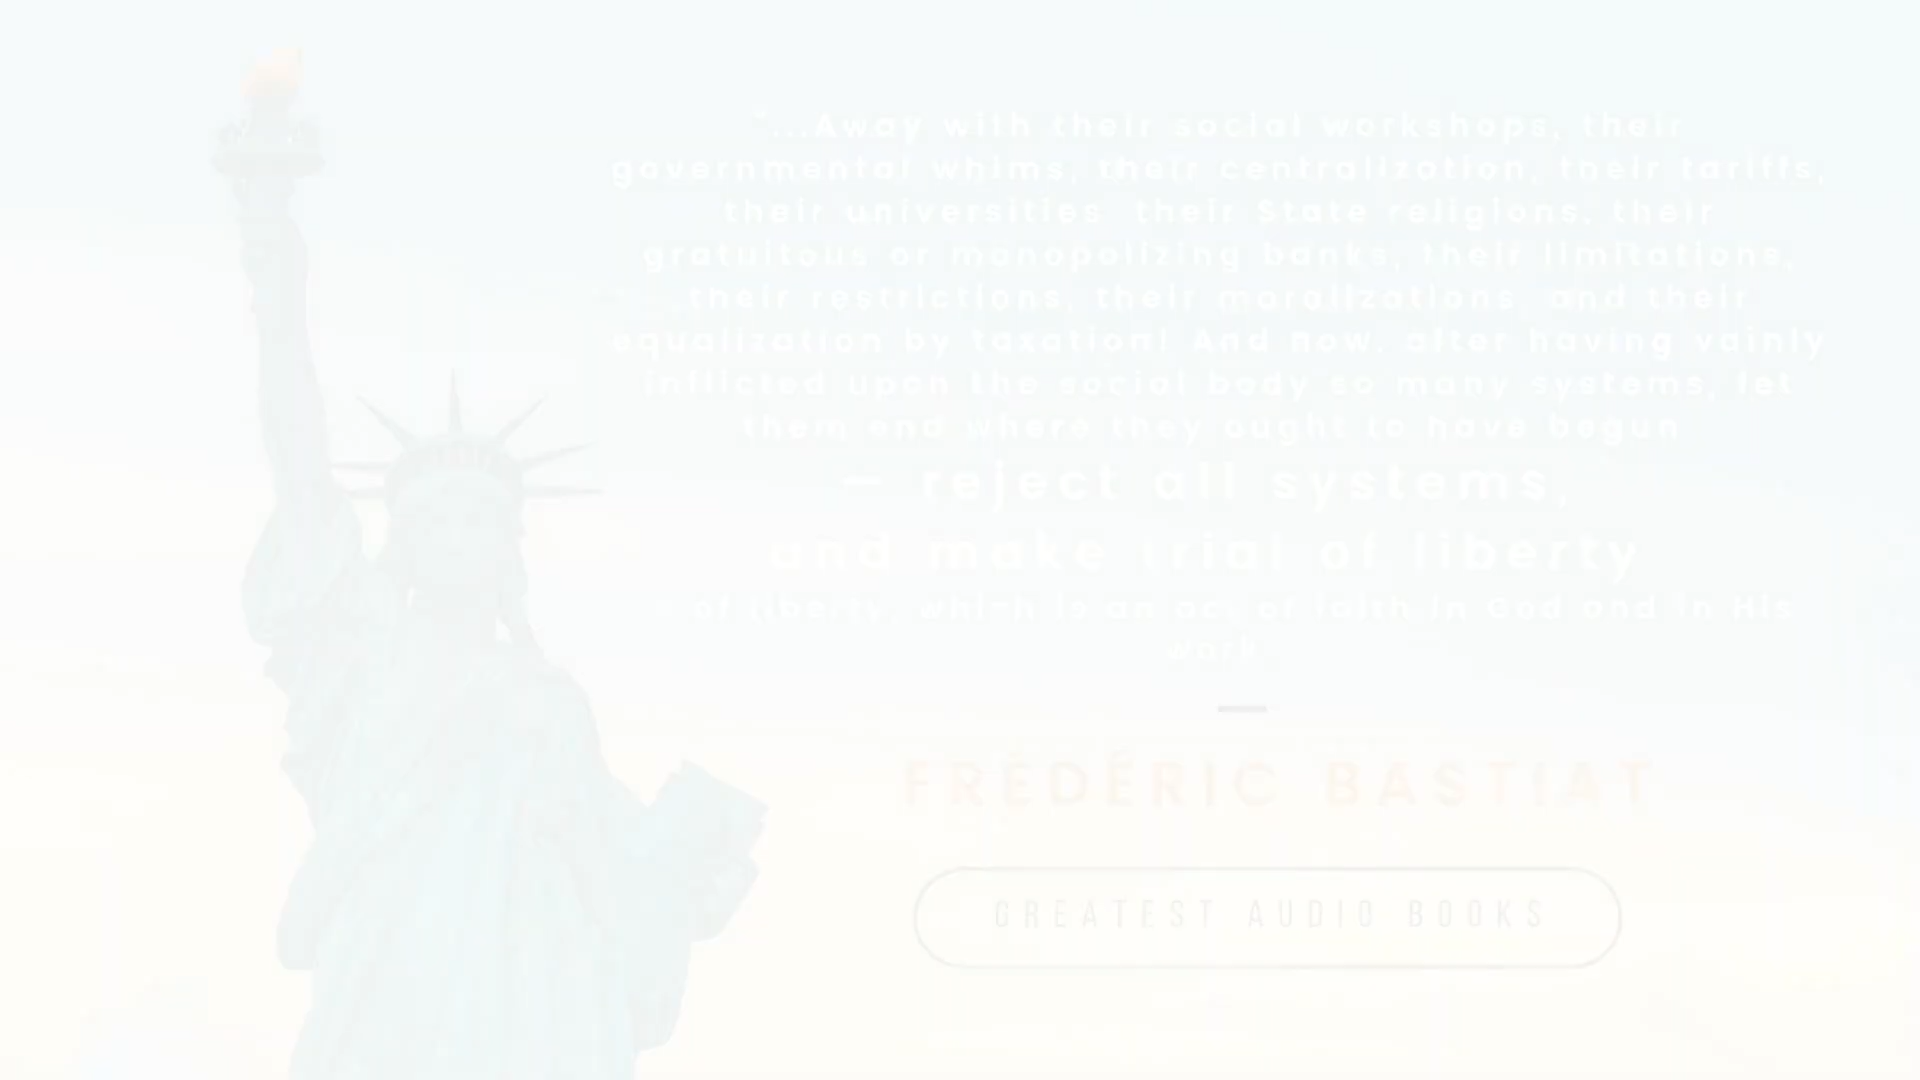 "...Away with their social workshops, their
governmental whims, their centralization, their tariffs,
their universities, their State religions, their
gratuitous or monopolizing banks, their limitations,
their restrictions, their moralizations, and their
equalization by taxation! And now, after having vainly
inflicted upon the social body so many systems, let
them end where they ought to have begun
— reject all systems,
and make trial of liberty
of liberty, which is an act of faith in God and in His
work
FRÉDÉRIC BASTIAT
GREATEST AUDIO BOOKS